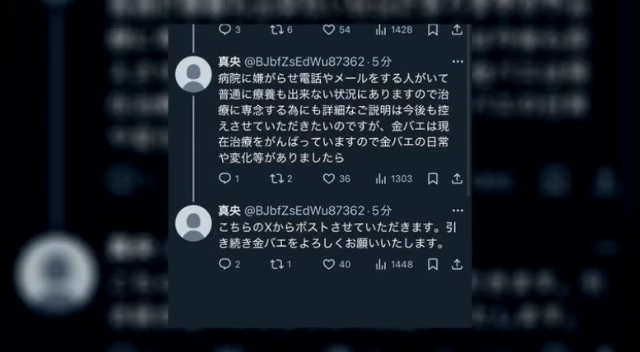 3 6 54 1428
真央 @BJbfZsEdWu87362·5分
病院に嫌がらせ電話やメールをする人がいて
普通に療養も出来ない状況にありますので治
療に専念する為にも詳細なご説明は今後も控
えさせていただきたいのですが、金バエは現
在治療をがんばっていますので金バエの日常
や変化等がありましたら
1 2 36 1303
真央 @BJbfZsEdWu87362·5分
こちらのXからポストさせていただきます。引
き続き金バエをよろしくお願いいたします。
2 1 40 1448